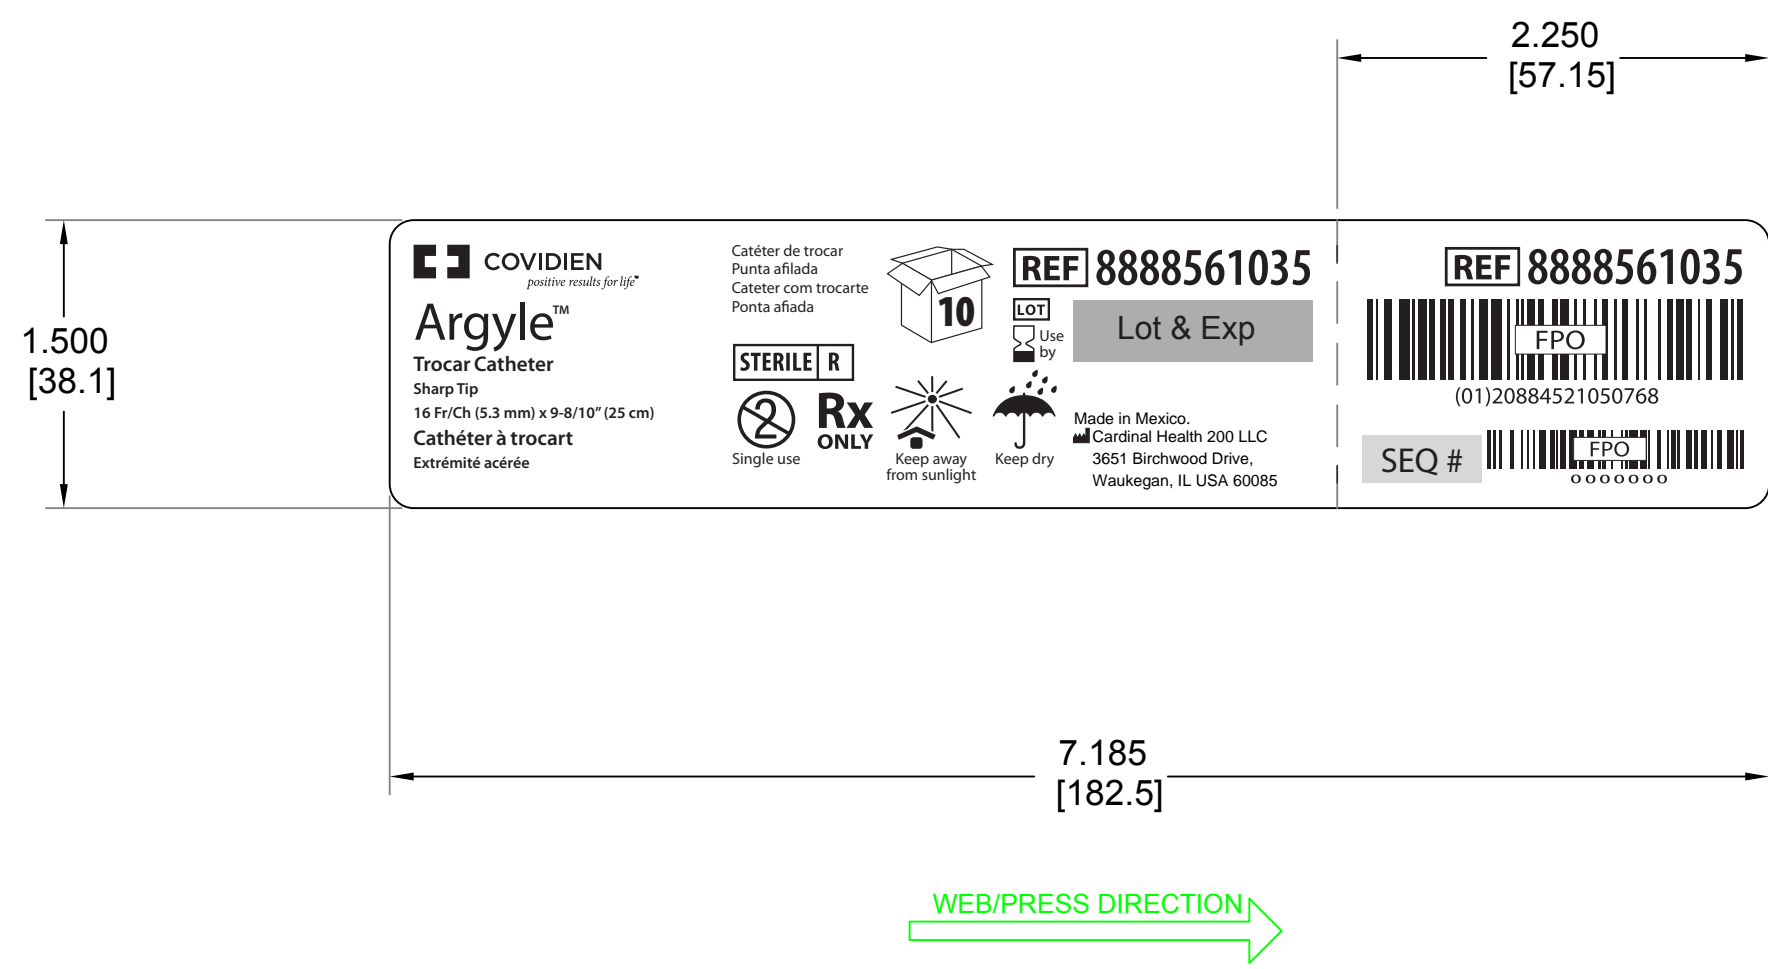 2.250
[57.15]
1.500
[38.1]
COVIDIEN
positive results for life™
Argyle™
Trocar Catheter
Sharp Tip
16 Fr/Ch (5.3 mm) x 9-8/10” (25 cm)
Cathéter à trocart
Extrémité acérée
Catéter de trocar
Punta afilada
Cateter com trocarte
Ponta afiada
10
STERILE R
2
Single use
Rx
ONLY
Keep away
from sunlight
Keep dry
REF 8888561035
LOT
Use
by
Lot & Exp
Made in Mexico.
Cardinal Health 200 LLC
3651 Birchwood Drive,
Waukegan, IL USA 60085
REF 8888561035
FPO
(01)20884521050768
SEQ #
FPO
0000000
7.185
[182.5]
WEB/PRESS DIRECTION